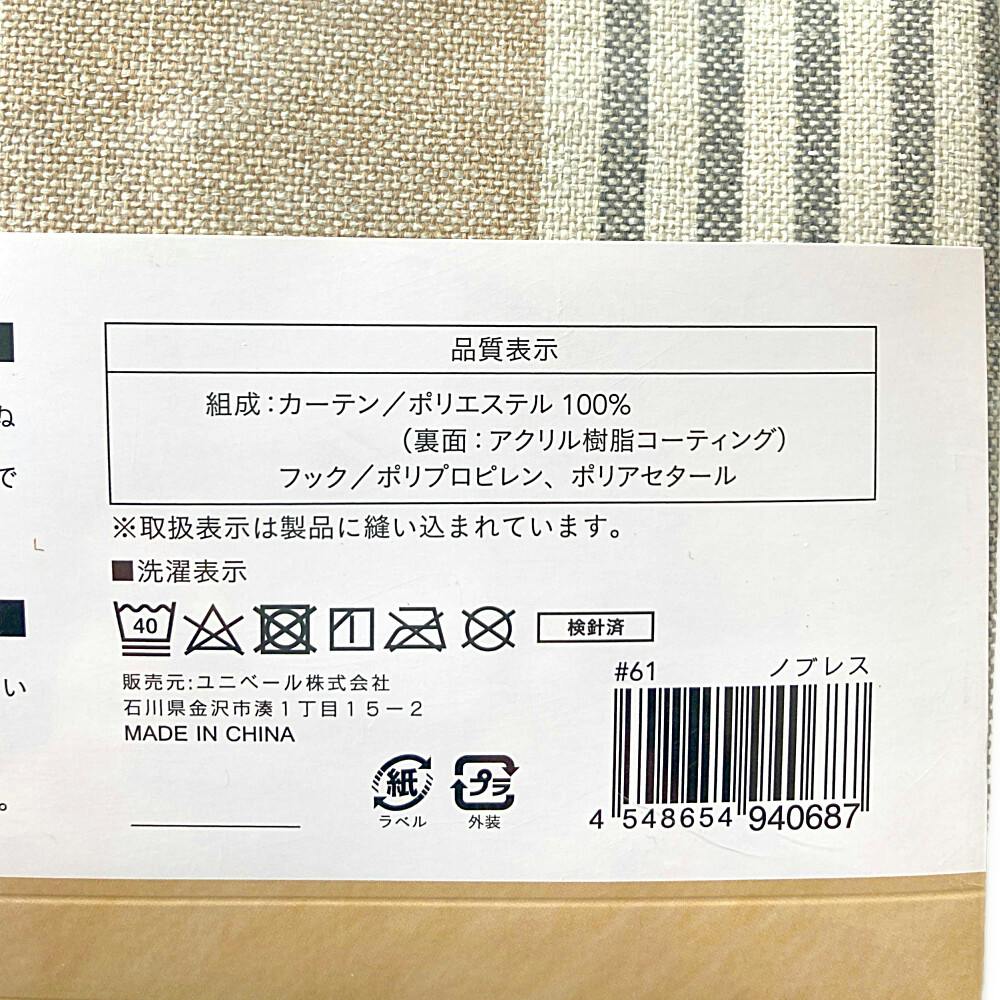 ね
で
い
。
品質表示
組成：カーテン／ポリエステル 100%
（裏面：アクリル樹脂コーティング）
フック／ポリプロピレン、ポリアセタール
※取扱表示は製品に縫い込まれています。
■洗濯表示
40
検針済
販売元：ユニベール株式会社
石川県金沢市湊１丁目１５－２
MADE IN CHINA
紙
ラベル
プラ
外装
#61 ノブレス
4 548654 940687